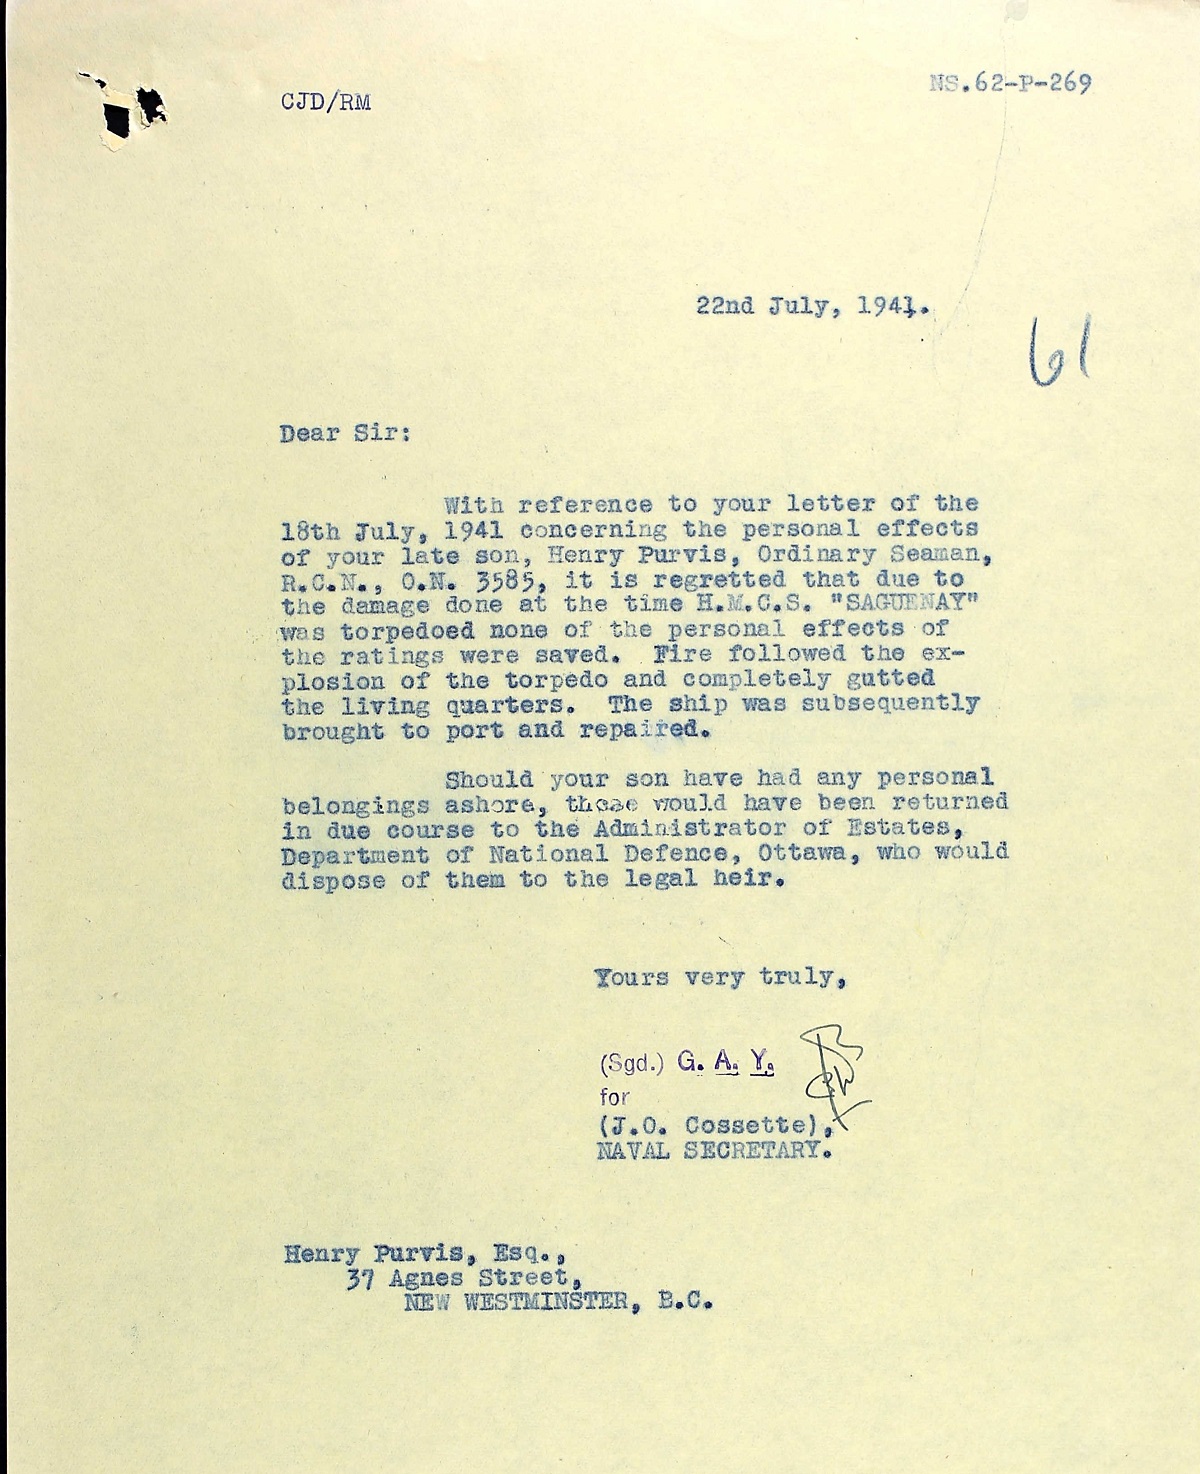 CJD/RM
NS.62-P-269
22nd July, 1941.
61
Dear Sir:
With reference to your letter of the
18th July, 1941 concerning the personal effects
of your late son, Henry Purvis, Ordinary Seaman,
R.C.N., O.N. 3585, it is regretted that due to
the damage done at the time H.M.C.S. "SAGUENAY"
was torpedoed none of the personal effects of
the ratings were saved. Fire followed the ex-
plosion of the torpedo and completely gutted
the living quarters. The ship was subsequently
brought to port and repaired.
Should your son have had any personal
belongings ashore, these would have been returned
in due course to the Administrator of Estates,
Department of National Defence, Ottawa, who would
dispose of them to the legal heir.
Yours very truly,
(Sgd.) G. A. Y.
for
(J.O. Cossette),
NAVAL SECRETARY.
Henry Purvis, Esq.,
37 Agnes Street,
NEW WESTMINSTER, B.C.